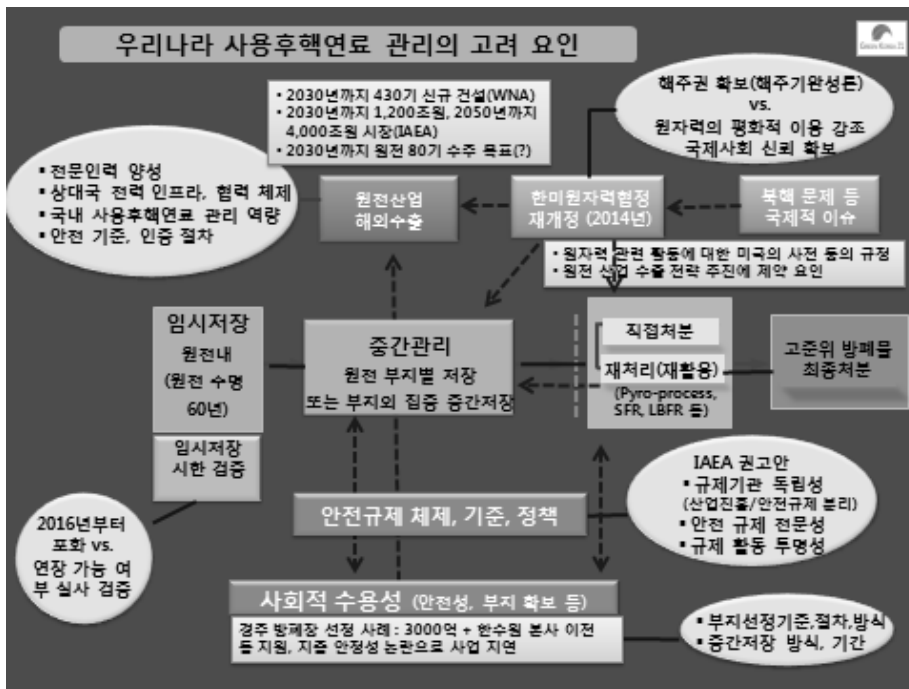 우리나라 사용후핵연료 관리의 고려 요인
▪ 2030년까지 430기 신규 건설(WNA)
▪ 2030년까지 1,200조원, 2050년까지
4,000조원 시장(IAEA)
▪ 2030년까지 원전 80기 수주 목표(?)
핵주권 확보(핵주기완성론)
vs.
원자력의 평화적 이용 강조
국제사회 신뢰 확보
▪ 전문인력 양성
▪ 상대국 전력 인프라, 협력 체제
▪ 국내 사용후핵연료 관리 역량
▪ 안전 기준, 인증 절차
원전산업
해외수출
한미원자력협정
재개정 (2014년)
북핵 문제 등
국제적 이슈
▪ 원자력 관련 활동에 대한 미국의 사전 동의 규정
▪ 원전 산업 수출 전략 추진에 제약 요인
임시저장
원전내
(원전 수명
60년)
중간관리
원전 부지별 저장
또는 부지외 집중 중간저장
직접처분
재처리(재활용)
(Pyro-process,
SFR, LBFR 등)
고준위 방폐물
최종처분
임시저장
시한 검증
2016년부터
포화 vs.
연장 가능 여
부 실사 검증
안전규제 체제, 기준, 정책
IAEA 권고안
▪ 규제기관 독립성
(산업진흥/안전규제 분리)
▪ 안전 규제 전문성
▪ 규제 활동 투명성
사회적 수용성 (안전성, 부지 확보 등)
경주 방폐장 선정 사례 : 3000억 + 한수원 본사 이전
등 지원, 지증 안정성 논란으로 사업 지연
▪ 부지선정기준,절차,방식
▪ 중간저장 방식, 기간